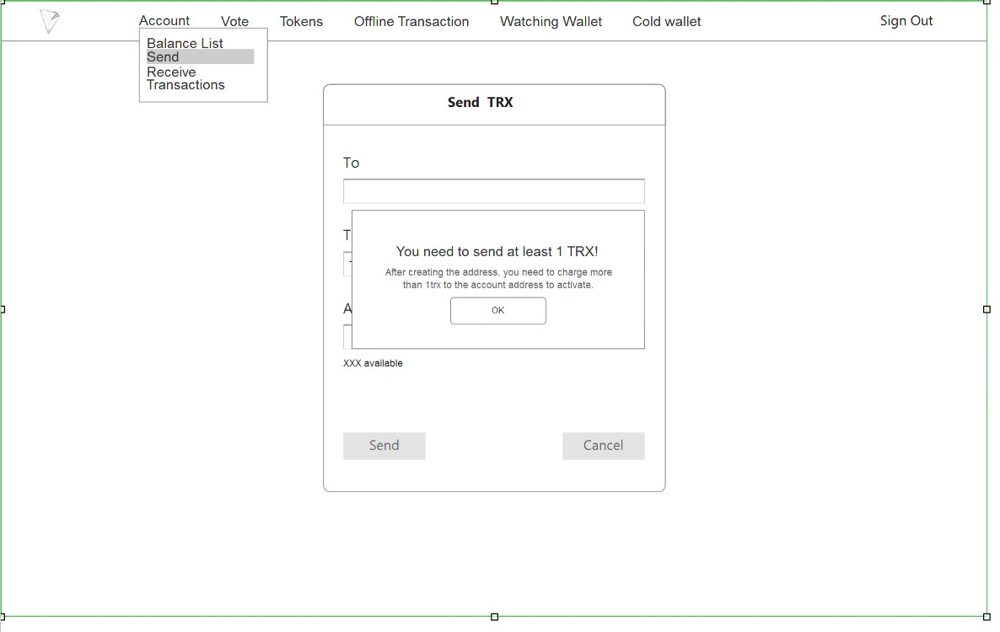 Account Vote Tokens Offline Transaction Watching Wallet Cold wallet Sign Out
Balance List
Send
Receive
Transactions
Send TRX
To
T
You need to send at least 1 TRX!
After creating the address, you need to charge more
than 1trx to the account address to activate.
A
OK
XXX available
Send Cancel